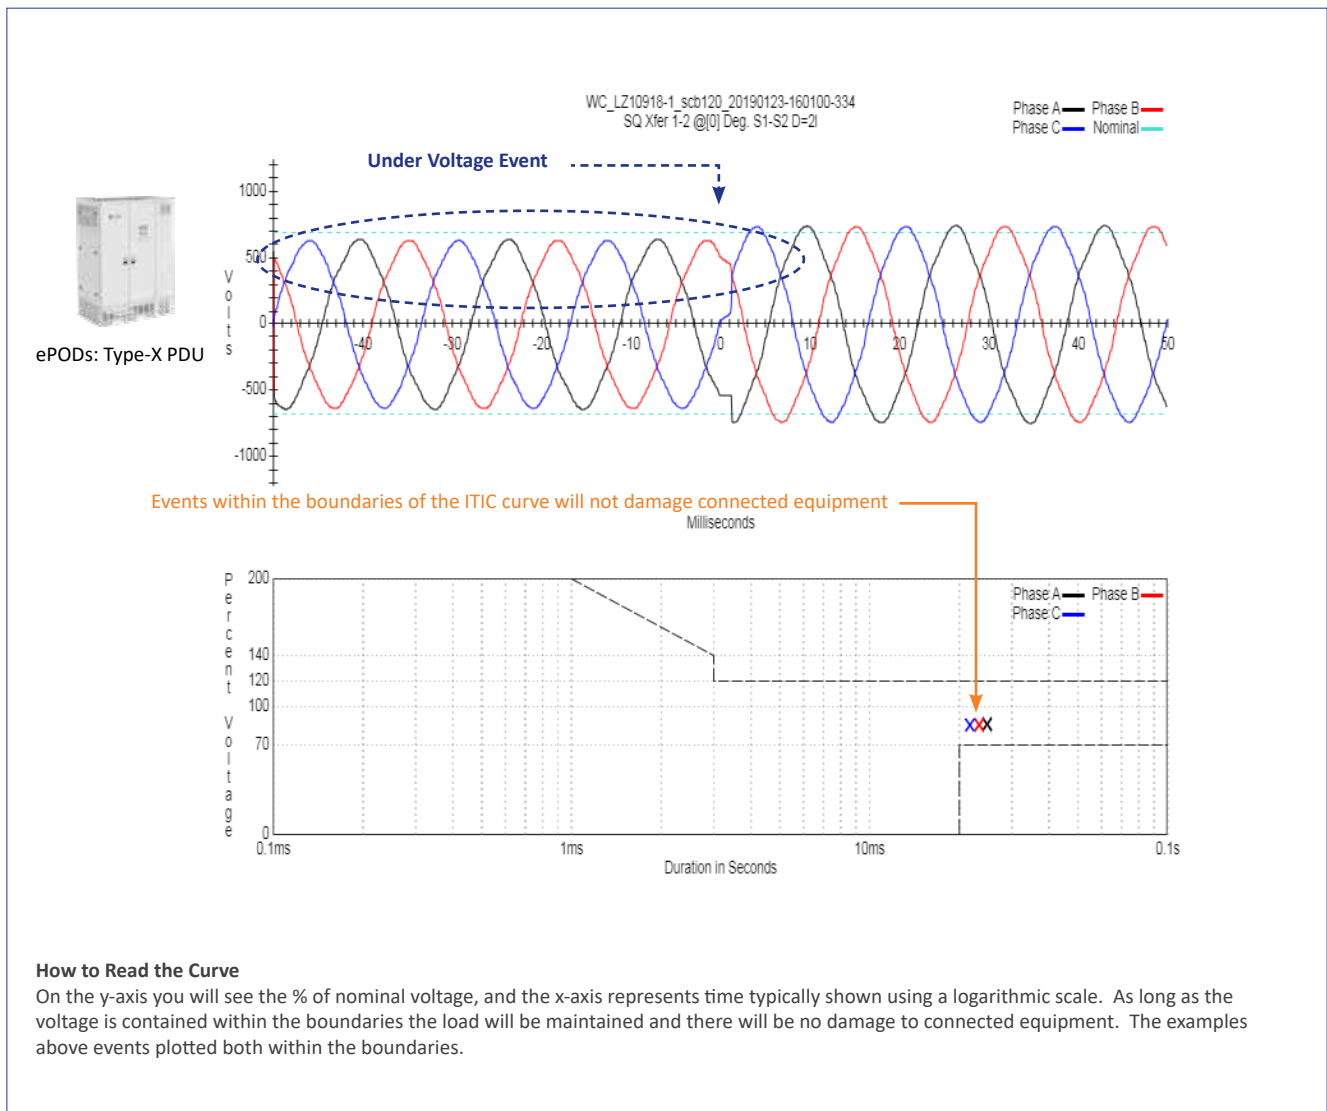 WC_LZ10918-1_scb120_20190123-160100-334
SQ Xfer 1-2 @[0] Deg. S1-S2 D=2I
Phase A Phase B
Phase C Nominal
Under Voltage Event
1000
500
0
-500
-1000
Volts
-40 -30 -20 -10 0 10 20 30 40 50
ePODs: Type-X PDU
Events within the boundaries of the ITIC curve will not damage connected equipment
Milliseconds
Percent Voltage
200
140
120
100
70
0
Phase A Phase B
Phase C
0.1ms 1ms 10ms 0.1s
Duration in Seconds
How to Read the Curve
On the y-axis you will see the % of nominal voltage, and the x-axis represents time typically shown using a logarithmic scale. As long as the
voltage is contained within the boundaries the load will be maintained and there will be no damage to connected equipment. The examples
above events plotted both within the boundaries.